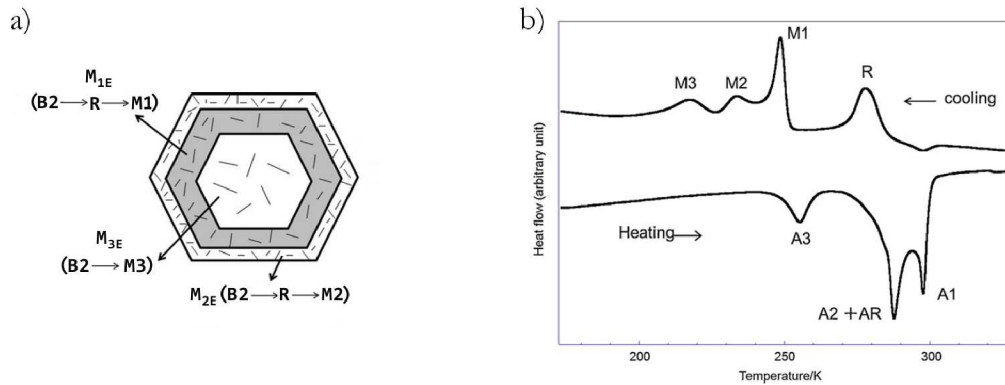 a)
M1E
(B2→R→M1)
M3E
(B2→M3)
M2E(B2→R→M2)
b)
M1
M3
M2
R
← cooling
Heat flow (arbitrary unit)
Heating →
A3
A2 +AR
A1
200
250
300
Temperature/K